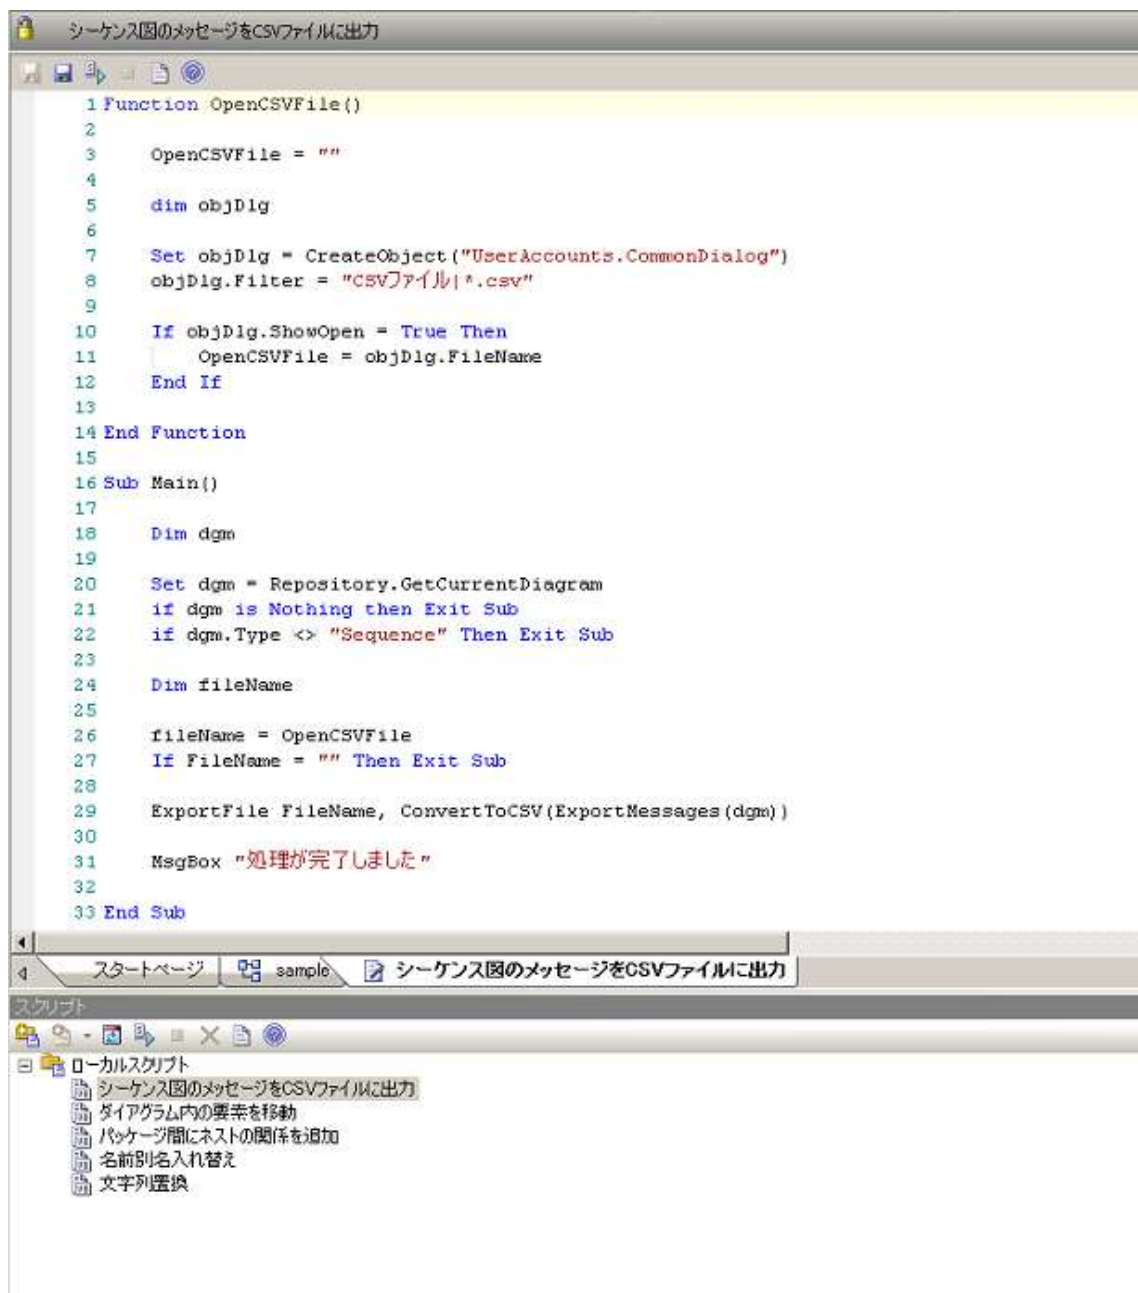 シーケンス図のメッセージをCSVファイルに出力
1 Function OpenCSVFile()
2
3 OpenCSVFile = ""
4
5 dim objDlg
6
7 Set objDlg = CreateObject("UserAccounts.CommonDialog")
8 objDlg.Filter = "CSVファイル|*.csv"
9
10 If objDlg.ShowOpen = True Then
11 OpenCSVFile = objDlg.FileName
12 End If
13
14 End Function
15
16 Sub Main()
17
18 Dim dgm
19
20 Set dgm = Repository.GetCurrentDiagram
21 if dgm is Nothing then Exit Sub
22 if dgm.Type <> "Sequence" Then Exit Sub
23
24 Dim fileName
25
26 fileName = OpenCSVFile
27 If FileName = "" Then Exit Sub
28
29 ExportFile FileName, ConvertToCSV(ExportMessages(dgm))
30
31 MsgBox "処理が完了しました"
32
33 End Sub
スタートページ sample シーケンス図のメッセージをCSVファイルに出力
スクリプト
ローカルスクリプト
シーケンス図のメッセージをCSVファイルに出力
ダイアグラム内の要素を移動
パッケージ間にネストの関係を追加
名前別名入れ替え
文字列置換